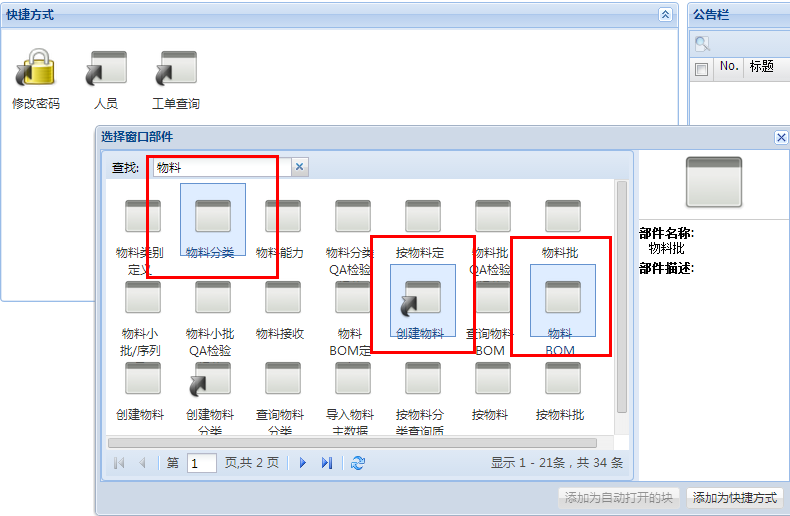 快捷方式
公告栏
修改密码
人员
工单查询
No.
标题
选择窗口部件
查找:
物料
物料类别
定义
物料分类
物料能力
物料分类
QA检验
按物料定
物料批
QA检验
物料批
物料小
批/序列
物料小批
QA检验
物料接收
物料
BOM定
创建物料
查询物料
BOM
物料
BOM
创建物料
创建物料
分类
查询物料
分类
导入物料
主数据
按物料分
类查询质
按物料
按物料批
部件名称:
物料批
部件描述:
第 1 页,共 2 页
显示 1 - 21条，共 34 条
添加为自动打开的块
添加为快捷方式